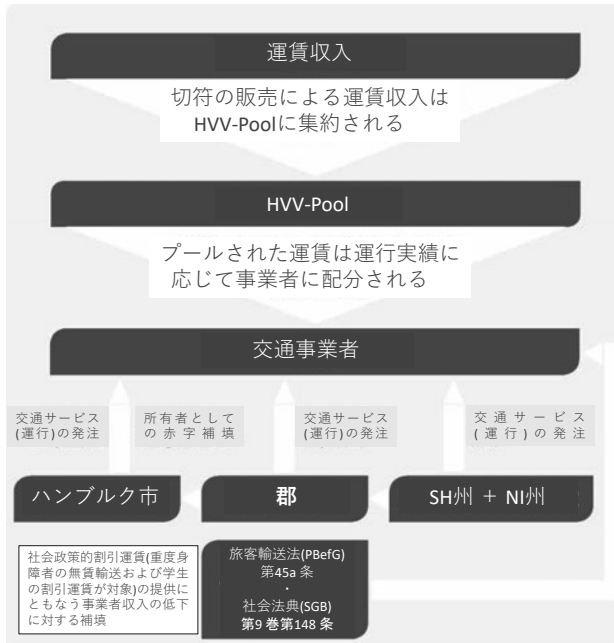 運賃収入
切符の販売による運賃収入は
HVV-Poolに集約される
HVV-Pool
プールされた運賃は運行実績に
応じて事業者に配分される
交通事業者
交通サービス
(運行)の発注
所有者として
の赤字補填
交通サービス
(運行)の発注
交通サービス
(運行)の発注
ハンブルク市
郡
SH州 + NI州
社会政策的割引運賃(重度身
障者の無賃輸送および学生
の割引運賃が対象)の提供に
ともなう事業者収入の低下
に対する補填
旅客輸送法(PBefG)
第45a 条
・
社会法典(SGB)
第9 巻第148 条